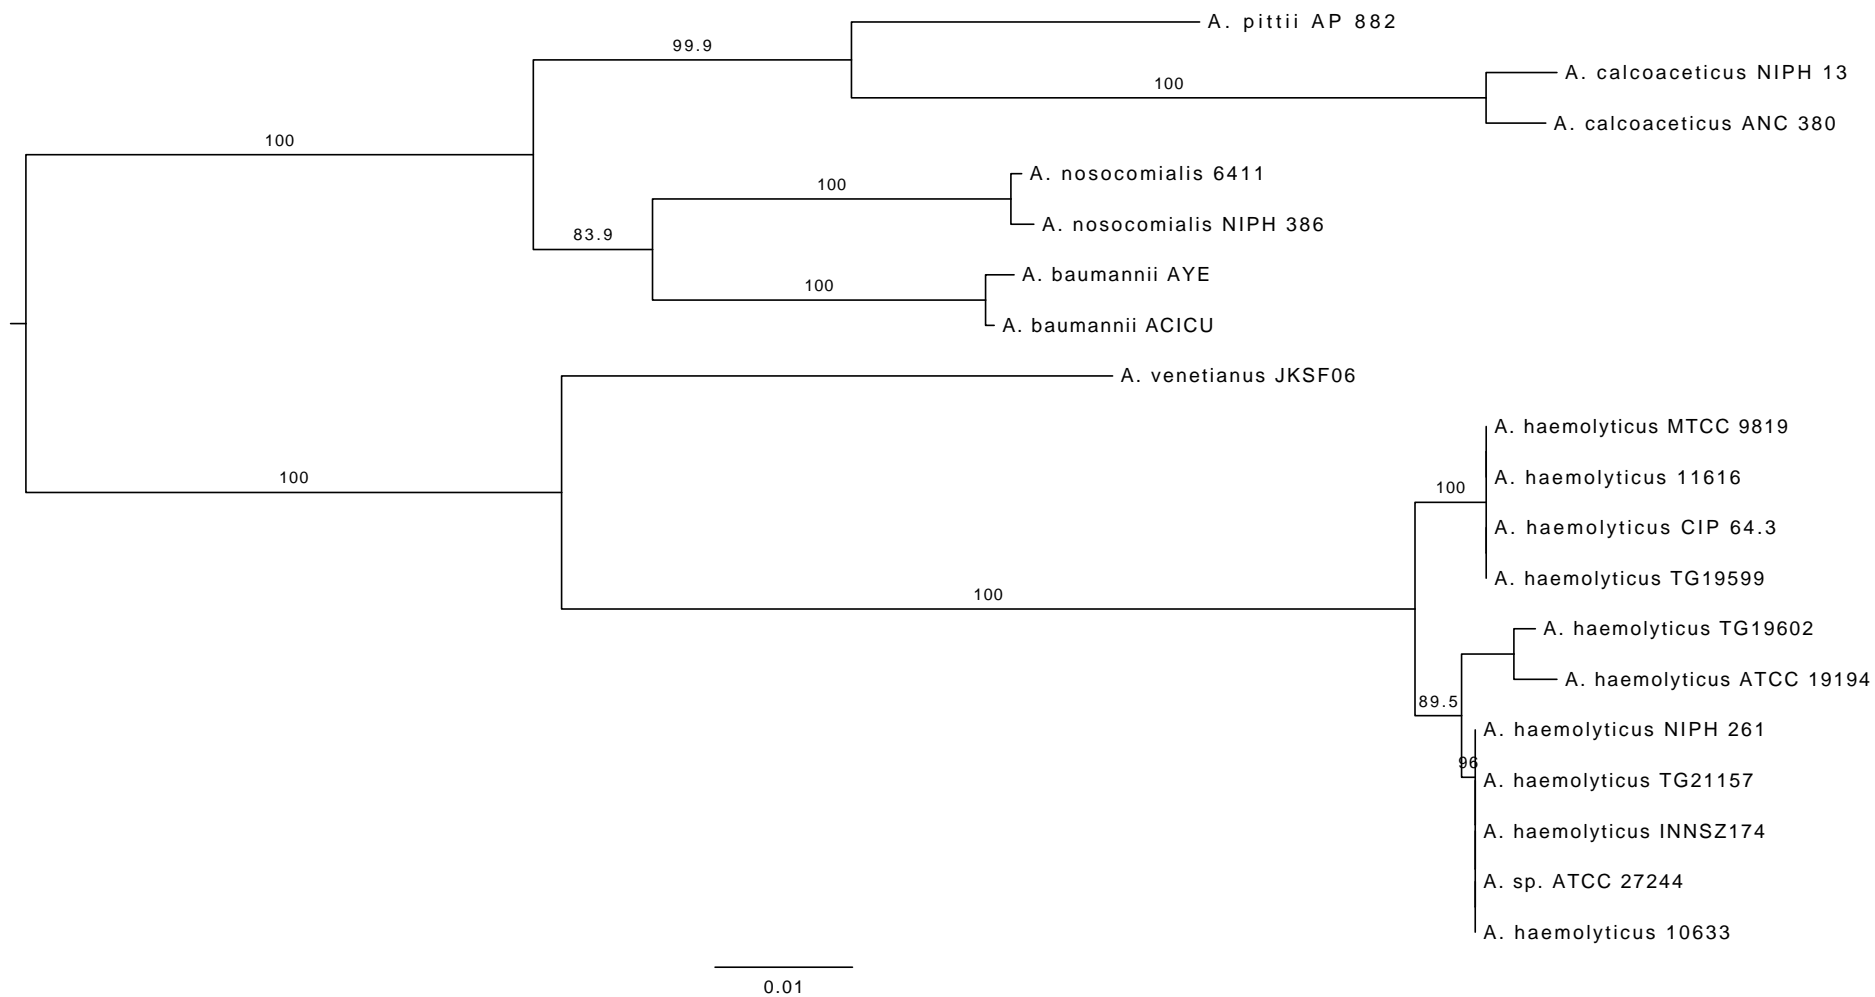 A. pittii AP 882
99.9
A. calcoaceticus NIPH 13
100
A. calcoaceticus ANC 380
100
A. nosocomialis 6411
100
A. nosocomialis NIPH 386
83.9
A. baumannii AYE
100
A. baumannii ACICU
A. venetianus JKSF06
A. haemolyticus MTCC 9819
100
A. haemolyticus 11616
100
A. haemolyticus CIP 64.3
A. haemolyticus TG19599
100
A. haemolyticus TG19602
A. haemolyticus ATCC 19194
89.5
A. haemolyticus NIPH 261
96
A. haemolyticus TG21157
A. haemolyticus INNSZ174
A. sp. ATCC 27244
A. haemolyticus 10633
0.01